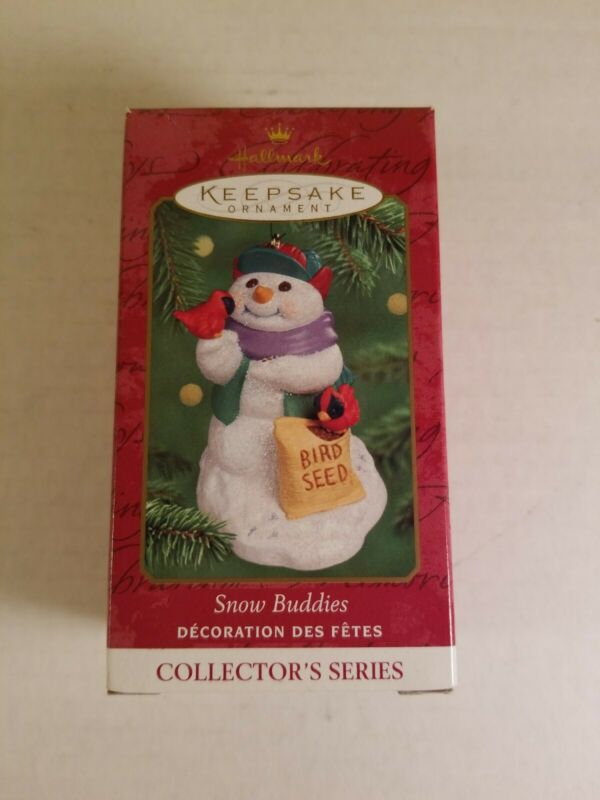 Hallmark
KEEPSAKE
ORNAMENT
BIRD
SEED
Snow Buddies
DÉCORATION DES FÊTES
COLLECTOR'S SERIES